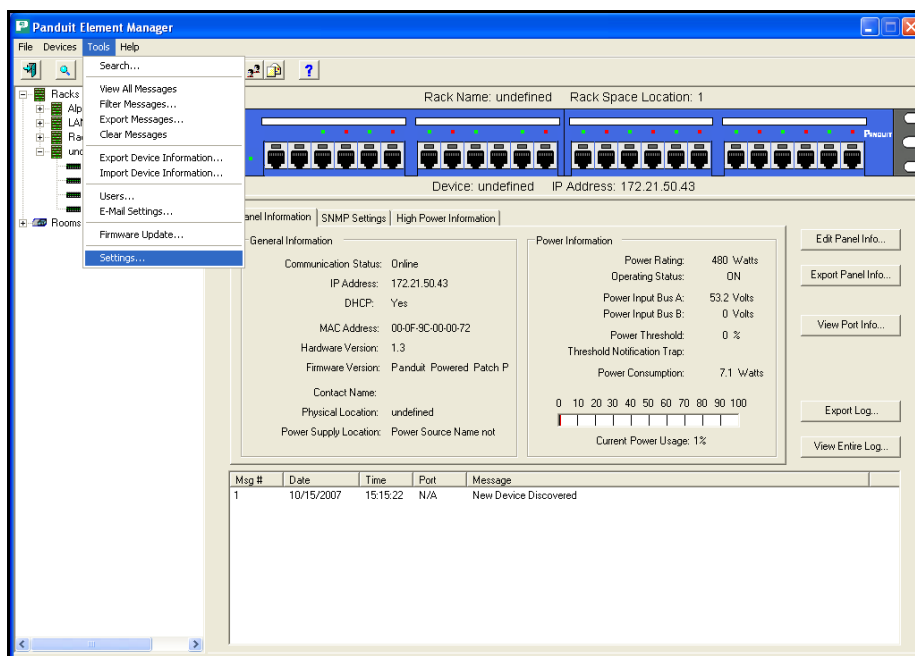 Panduit Element Manager
File Devices Tools Help
Search...
View All Messages
Filter Messages...
Export Messages...
Clear Messages
Export Device Information...
Import Device Information...
Users...
E-Mail Settings...
Firmware Update...
Settings...
Racks
Alp
LAN
Rac
und
Rooms
Rack Name: undefined Rack Space Location: 1
PANDUIT
Device: undefined IP Address: 172.21.50.43
anel Information SNMP Settings High Power Information
General Information
Communication Status: Online
IP Address: 172.21.50.43
DHCP: Yes
MAC Address: 00-0F-9C-00-00-72
Hardware Version: 1.3
Firmware Version: Panduit Powered Patch P
Contact Name:
Physical Location: undefined
Power Supply Location: Power Source Name not
Power Information
Power Rating: 480 Watts
Operating Status: ON
Power Input Bus A: 53.2 Volts
Power Input Bus B: 0 Volts
Power Threshold: 0 %
Threshold Notification Trap:
Power Consumption: 7.1 Watts
0 10 20 30 40 50 60 70 80 90 100
Current Power Usage: 1%
Edit Panel Info...
Export Panel Info...
View Port Info...
Export Log...
View Entire Log...
Msg # Date Time Port Message
1 10/15/2007 15:15:22 N/A New Device Discovered